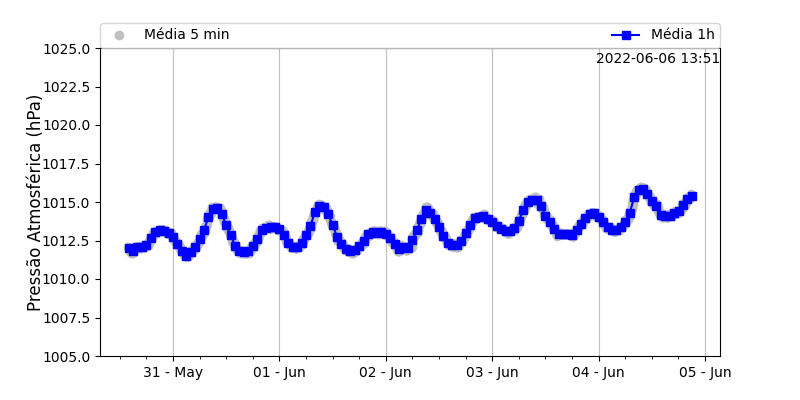 Média 5 min
Média 1h
2022-06-06 13:51
Pressão Atmosférica (hPa)
1025.0
1022.5
1020.0
1017.5
1015.0
1012.5
1010.0
1007.5
1005.0
31 - May
01 - Jun
02 - Jun
03 - Jun
04 - Jun
05 - Jun